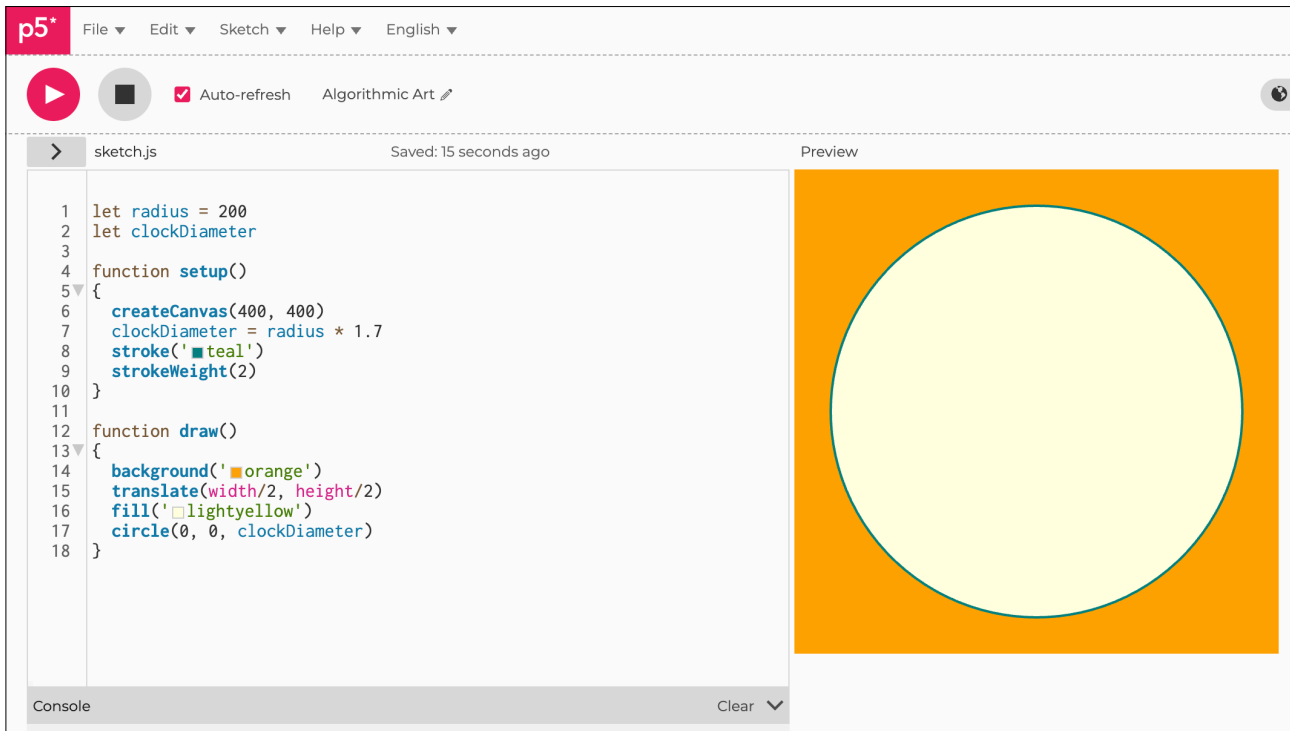 p5* File Edit Sketch Help English
Auto-refresh Algorithmic Art
sketch.js Saved: 15 seconds ago Preview
1 let radius = 200
2 let clockDiameter
3
4 function setup()
5 {
6   createCanvas(400, 400)
7   clockDiameter = radius * 1.7
8   stroke('teal')
9   strokeWeight(2)
10 }
11
12 function draw()
13 {
14   background('orange')
15   translate(width/2, height/2)
16   fill('lightyellow')
17   circle(0, 0, clockDiameter)
18 }
Console Clear